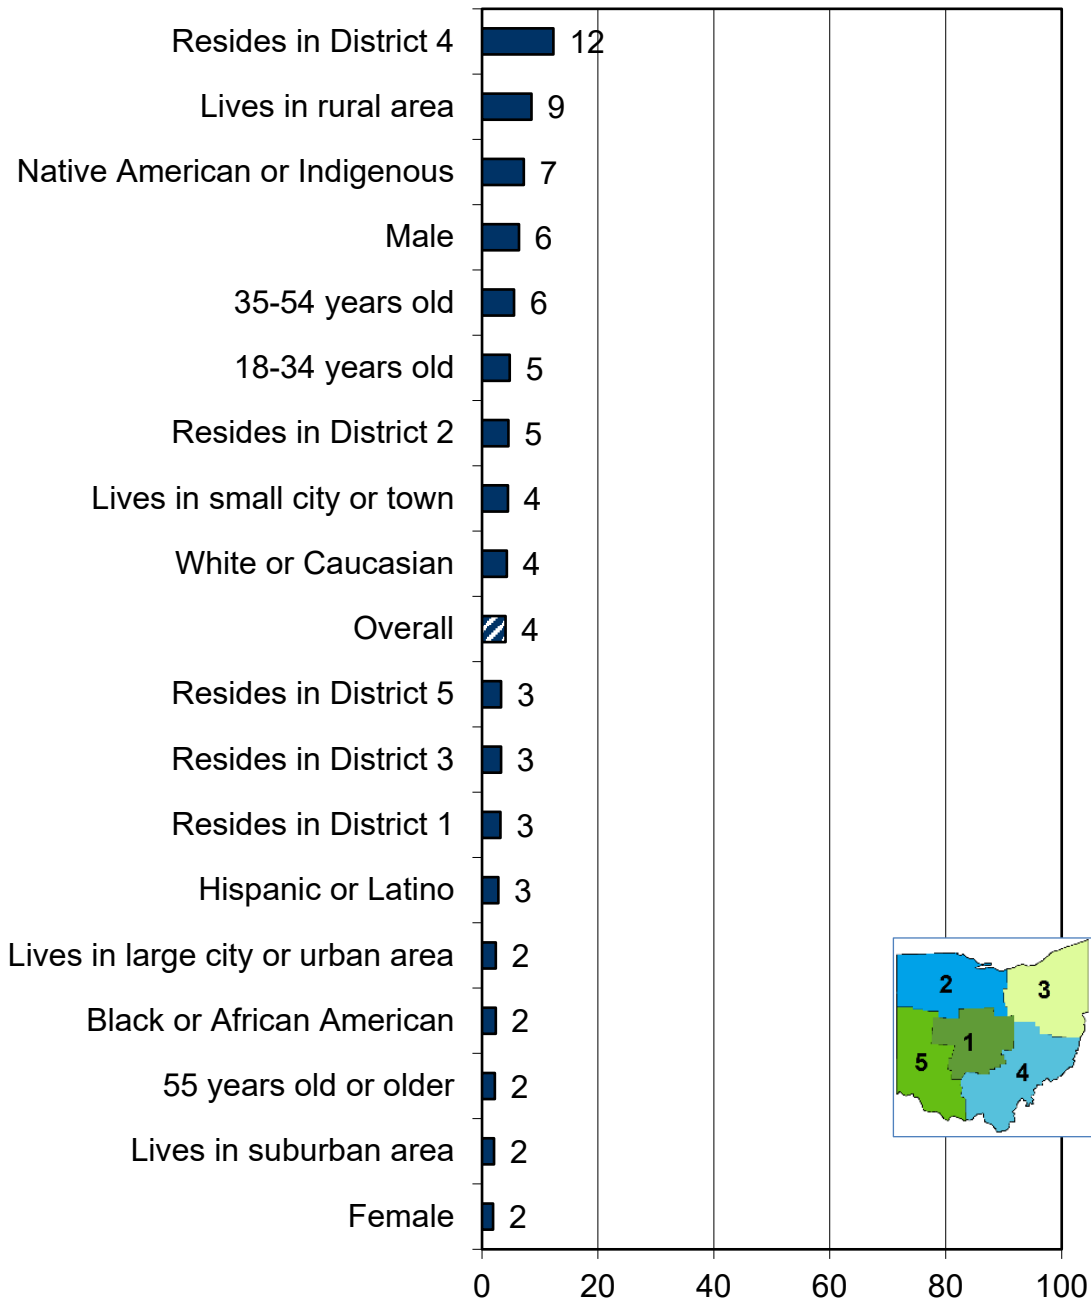 Resides in District 4 12
Lives in rural area 9
Native American or Indigenous 7
Male 6
35-54 years old 6
18-34 years old 5
Resides in District 2 5
Lives in small city or town 4
White or Caucasian 4
Overall 4
Resides in District 5 3
Resides in District 3 3
Resides in District 1 3
Hispanic or Latino 3
Lives in large city or urban area 2
Black or African American 2
55 years old or older 2
Lives in suburban area 2
Female 2
0 20 40 60 80 100
2
3
1
5
4